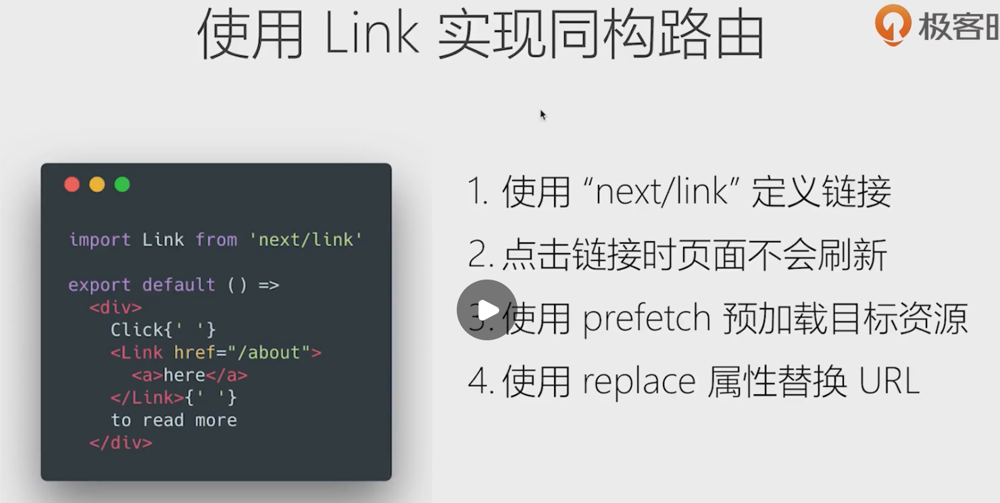 使用 Link 实现同构路由
极客时
import Link from 'next/link'
export default () =>
<div>
Click{' '}
<Link href="/about">
<a>here</a>
</Link>{' '}
to read more
</div>
1. 使用 “next/link” 定义链接
2. 点击链接时页面不会刷新
3. 使用 prefetch 预加载目标资源
4. 使用 replace 属性替换 URL